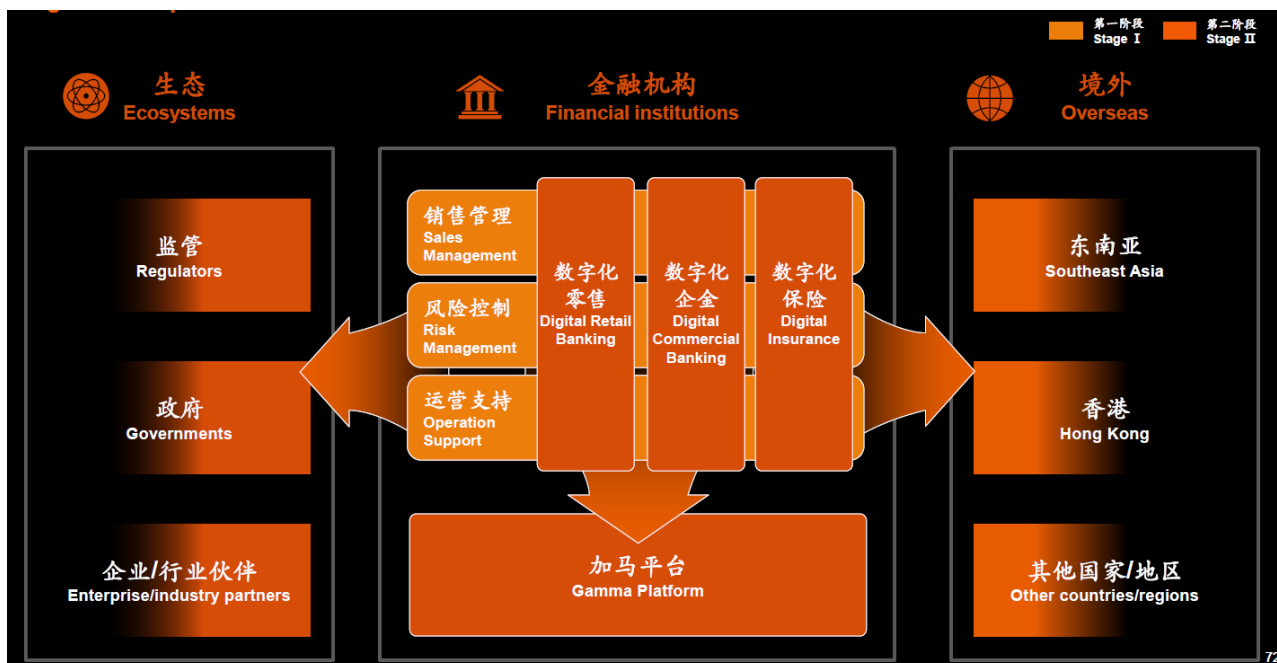 第一阶段
Stage I
第二阶段
Stage II
生态
Ecosystems
金融机构
Financial institutions
境外
Overseas
监管
Regulators
政府
Governments
企业/行业伙伴
Enterprise/industry partners
销售管理
Sales
Management
风险控制
Risk
Management
运营支持
Operation
Support
数字化
零售
Digital Retail
Banking
数字化
企金
Digital
Commercial
Banking
数字化
保险
Digital
Insurance
加马平台
Gamma Platform
东南亚
Southeast Asia
香港
Hong Kong
其他国家/地区
Other countries/regions
72